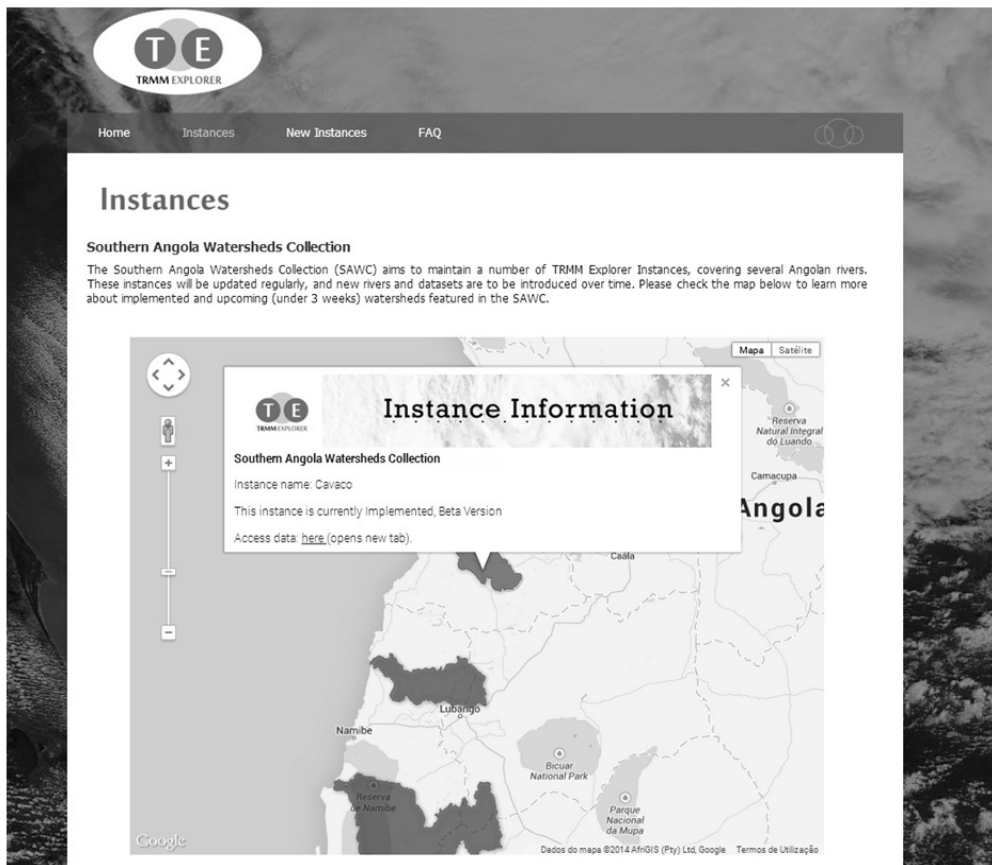 T E
TRMM EXPLORER
Home Instances New Instances FAQ
Instances
Southern Angola Watersheds Collection
The Southern Angola Watersheds Collection (SAWC) aims to maintain a number of TRMM Explorer Instances, covering several Angolan rivers.
These instances will be updated regularly, and new rivers and datasets are to be introduced over time. Please check the map below to learn more
about implemented and upcoming (under 3 weeks) watersheds featured in the SAWC.
Mapa Satélite
T E
TRMM EXPLORER
Instance Information
Southern Angola Watersheds Collection
Instance name: Cavaco
This instance is currently Implemented, Beta Version
Access data: here (opens new tab).
Reserva
Natural Integral
do Luando
Camacupa
Angola
Caála
Lubango
Namibe
Bicuar
National Park
Reserva
de Namibe
Parque
Nacional
da Mupa
Google
Dados do mapa ©2014 AfriGIS (Pty) Ltd, Google Termos de Utilização